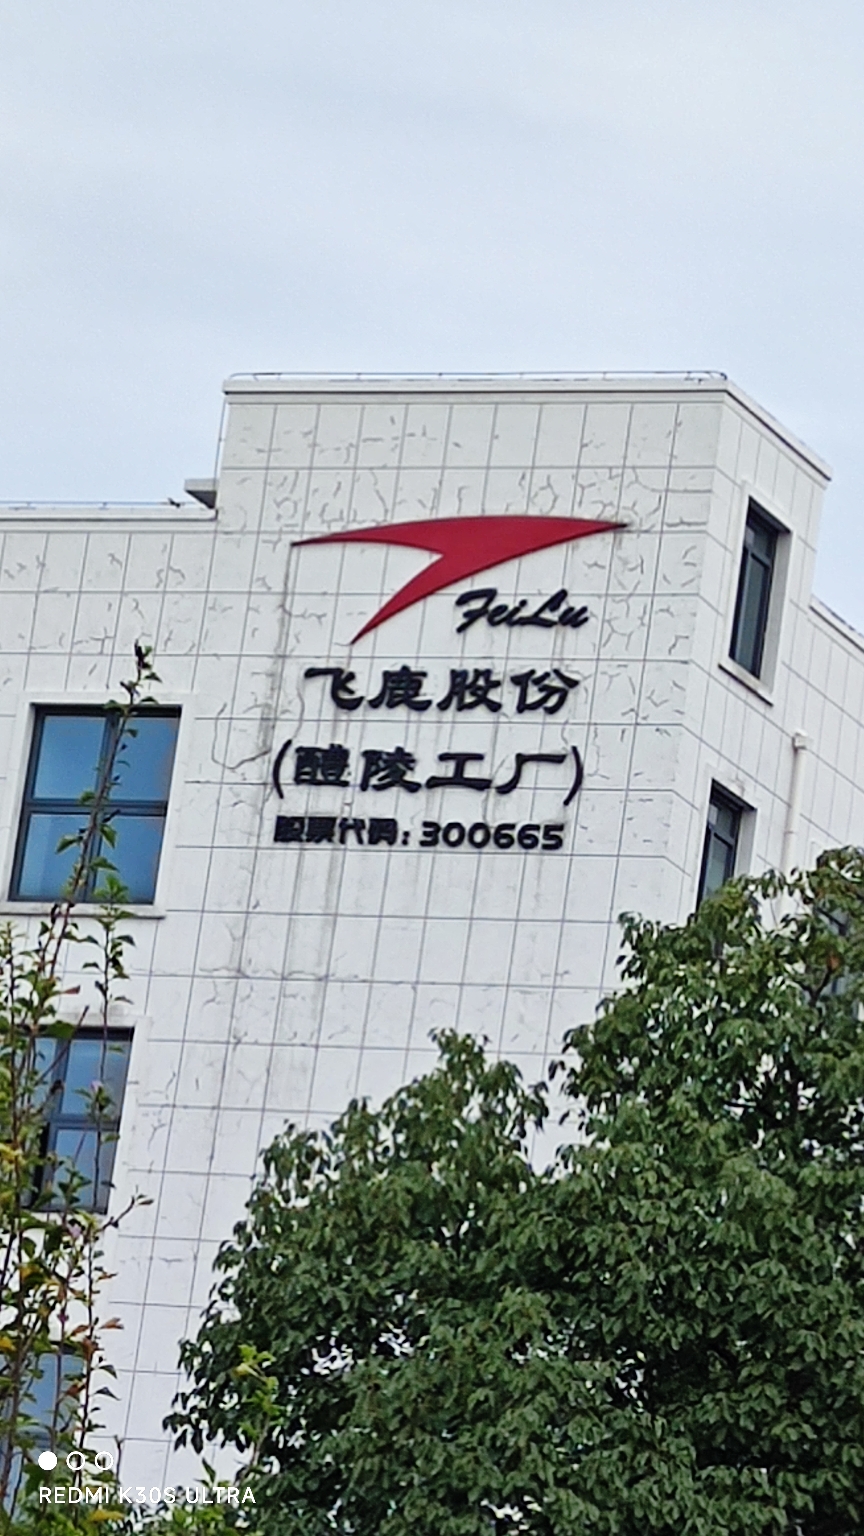 FeiLu
飞鹿股份
(醴陵工厂)
股票代码:300665
REDMI K30S ULTRA